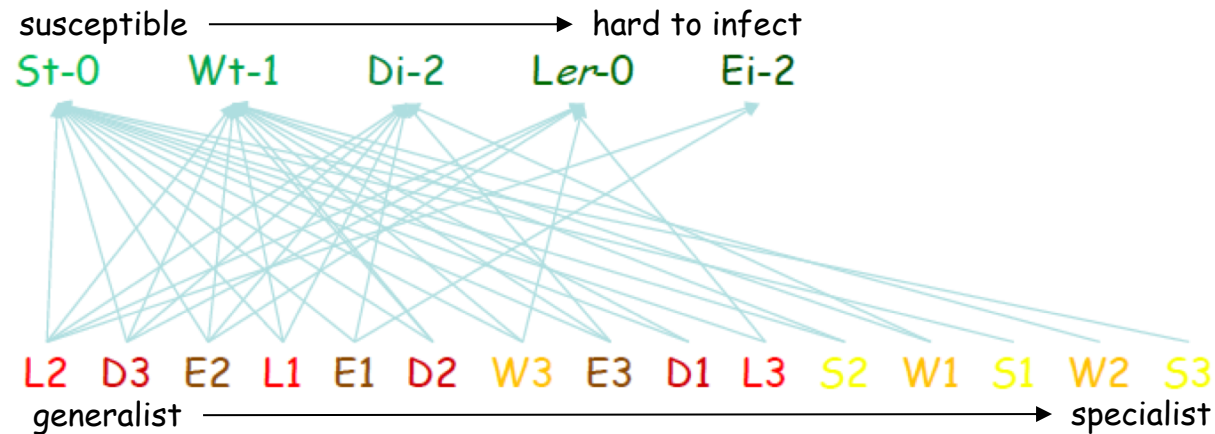 susceptible hard to infect
St-0 Wt-1 Di-2 Ler-0 Ei-2
L2 D3 E2 L1 E1 D2 W3 E3 D1 L3 S2 W1 S1 W2 S3
generalist specialist